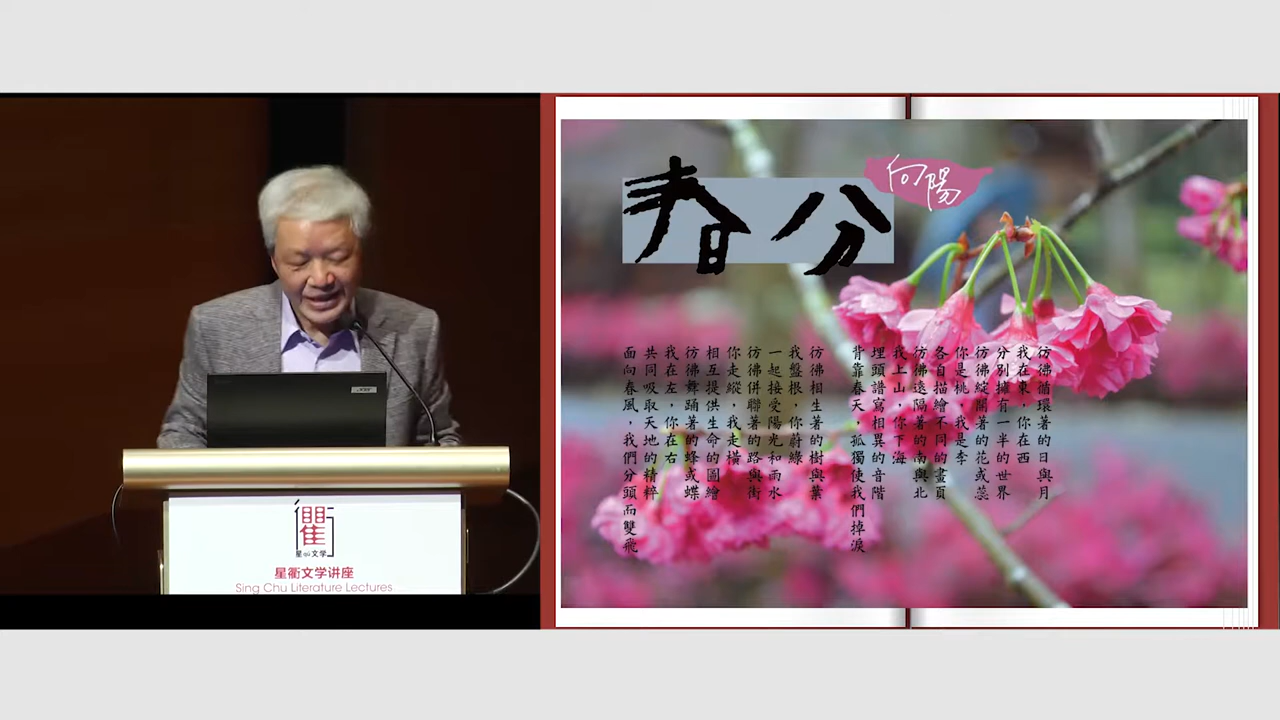 春分
向陽
彷彿循環著的日與月
我在東，你在西
分別擁有一半的世界
彷彿綻開著的花或蕊
你是桃，我是李
各自描繪不同的畫頁
彷彿遠隔著的南與北
我上山，你下海
埋頭譜寫相異的音階
背靠春天，孤獨使我們掉淚
彷彿相生著的樹與葉
我盤根，你蔚綠
一起接受陽光和雨水
彷彿併聯著的路與街
你走縱，我走橫
相互提供生命的圖繪
彷彿舞踊著的蜂或蝶
我在左，你在右
共同吸取天地的精粹
面向春風，我們分頭而雙飛
acer
衢
星衢文学
星衢文学讲座
Sing Chu Literature Lectures